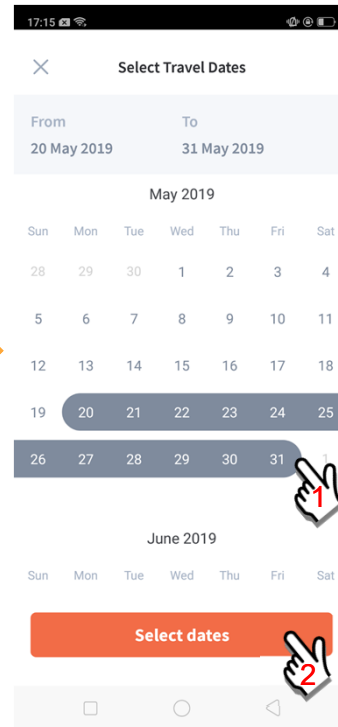 17:15
Select Travel Dates
From To
20 May 2019 31 May 2019
May 2019
Sun Mon Tue Wed Thu Fri Sat
28 29 30 1 2 3 4
5 6 7 8 9 10 11
12 13 14 15 16 17 18
19 20 21 22 23 24 25
26 27 28 29 30 31 1
1
June 2019
Sun Mon Tue Wed Thu Fri Sat
Select dates
2